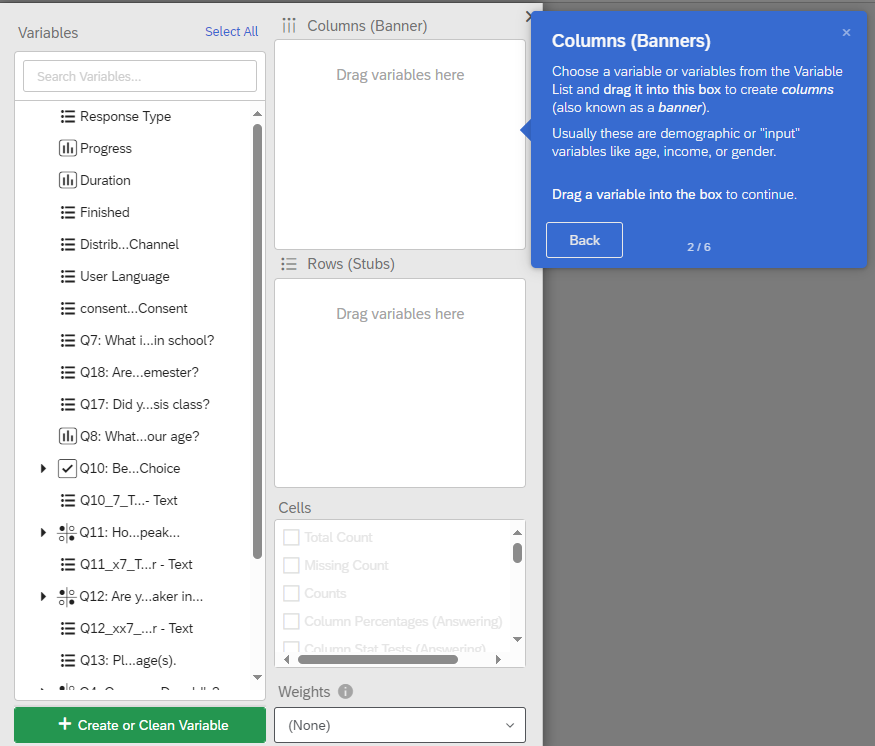 Variables
Select All
Search Variables...
Response Type
Progress
Duration
Finished
Distrib...Channel
User Language
consent...Consent
Q7: What i...in school?
Q18: Are...emester?
Q17: Did y...sis class?
Q8: What...our age?
Q10: Be...Choice
Q10_7_T...- Text
Q11: Ho...peak...
Q11_x7_T...r - Text
Q12: Are y...aker in...
Q12_xx7_...r - Text
Q13: Pl...age(s).
+ Create or Clean Variable
Columns (Banner)
Drag variables here
Rows (Stubs)
Drag variables here
Cells
Total Count
Missing Count
Counts
Column Percentages (Answering)
Column Stat Tests (Answering)
Weights
(None)
Columns (Banners)
Choose a variable or variables from the Variable
List and drag it into this box to create columns
(also known as a banner).
Usually these are demographic or "input"
variables like age, income, or gender.
Drag a variable into the box to continue.
Back
2 / 6